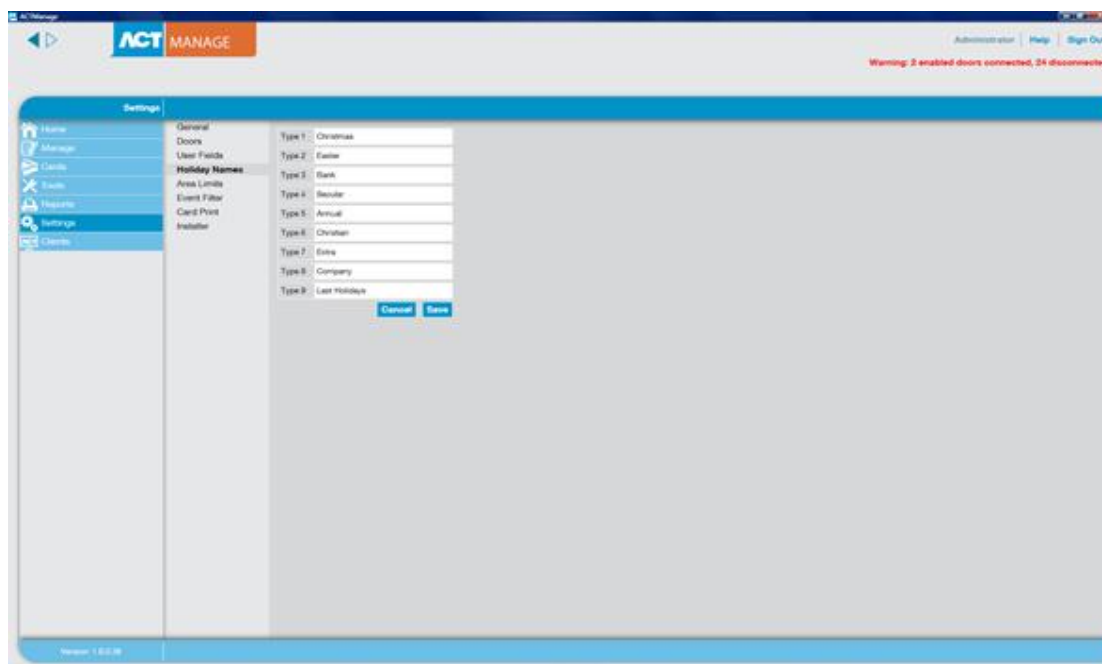 ACTManage
ACT MANAGE
Administrator | Help | Sign Ou
Warning: 2 enabled doors connected, 24 disconnecte
Settings
Home
Manage
Cards
Tools
Reports
Settings
Clients
General
Doors
User Fields
Holiday Names
Area Limits
Event Filter
Card Print
Installer
Type 1 Christmas
Type 2 Easter
Type 3 Bank
Type 4 Secular
Type 5 Annual
Type 6 Christian
Type 7 Extra
Type 8 Company
Type 9 Last Holidays
Cancel Save
Version